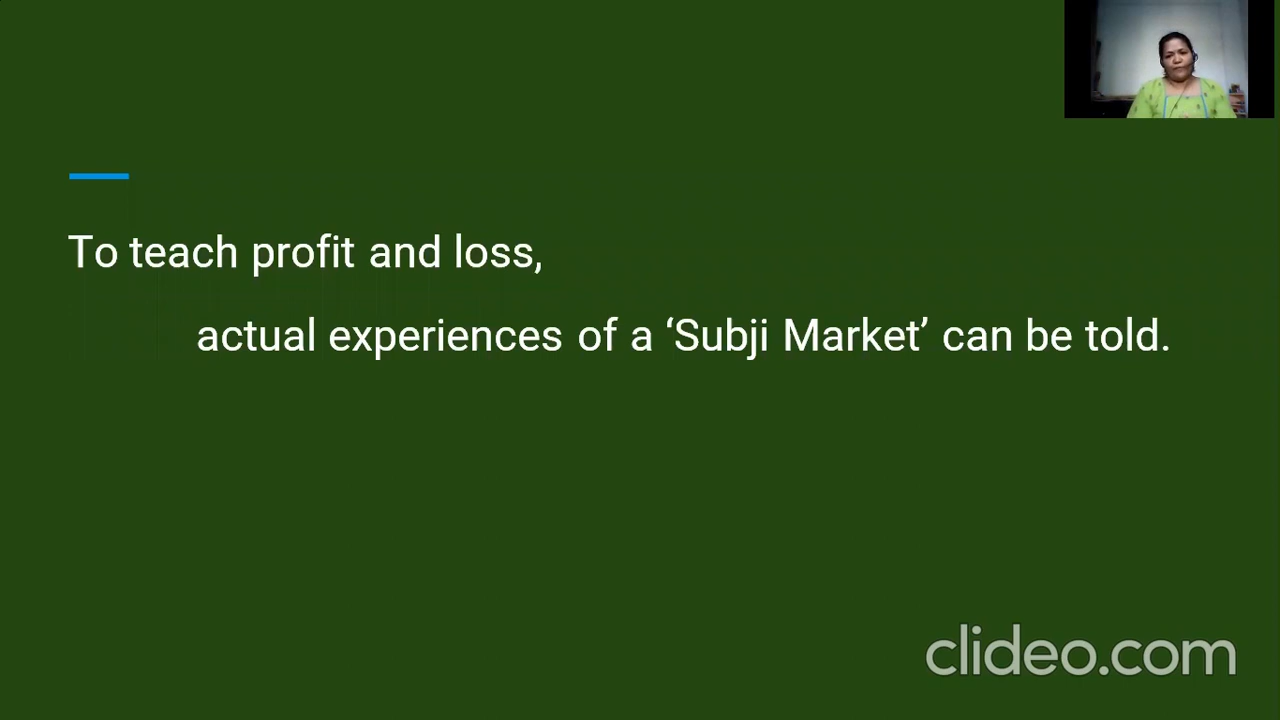 To teach profit and loss,
actual experiences of a ‘Subji Market’ can be told.
clideo.com